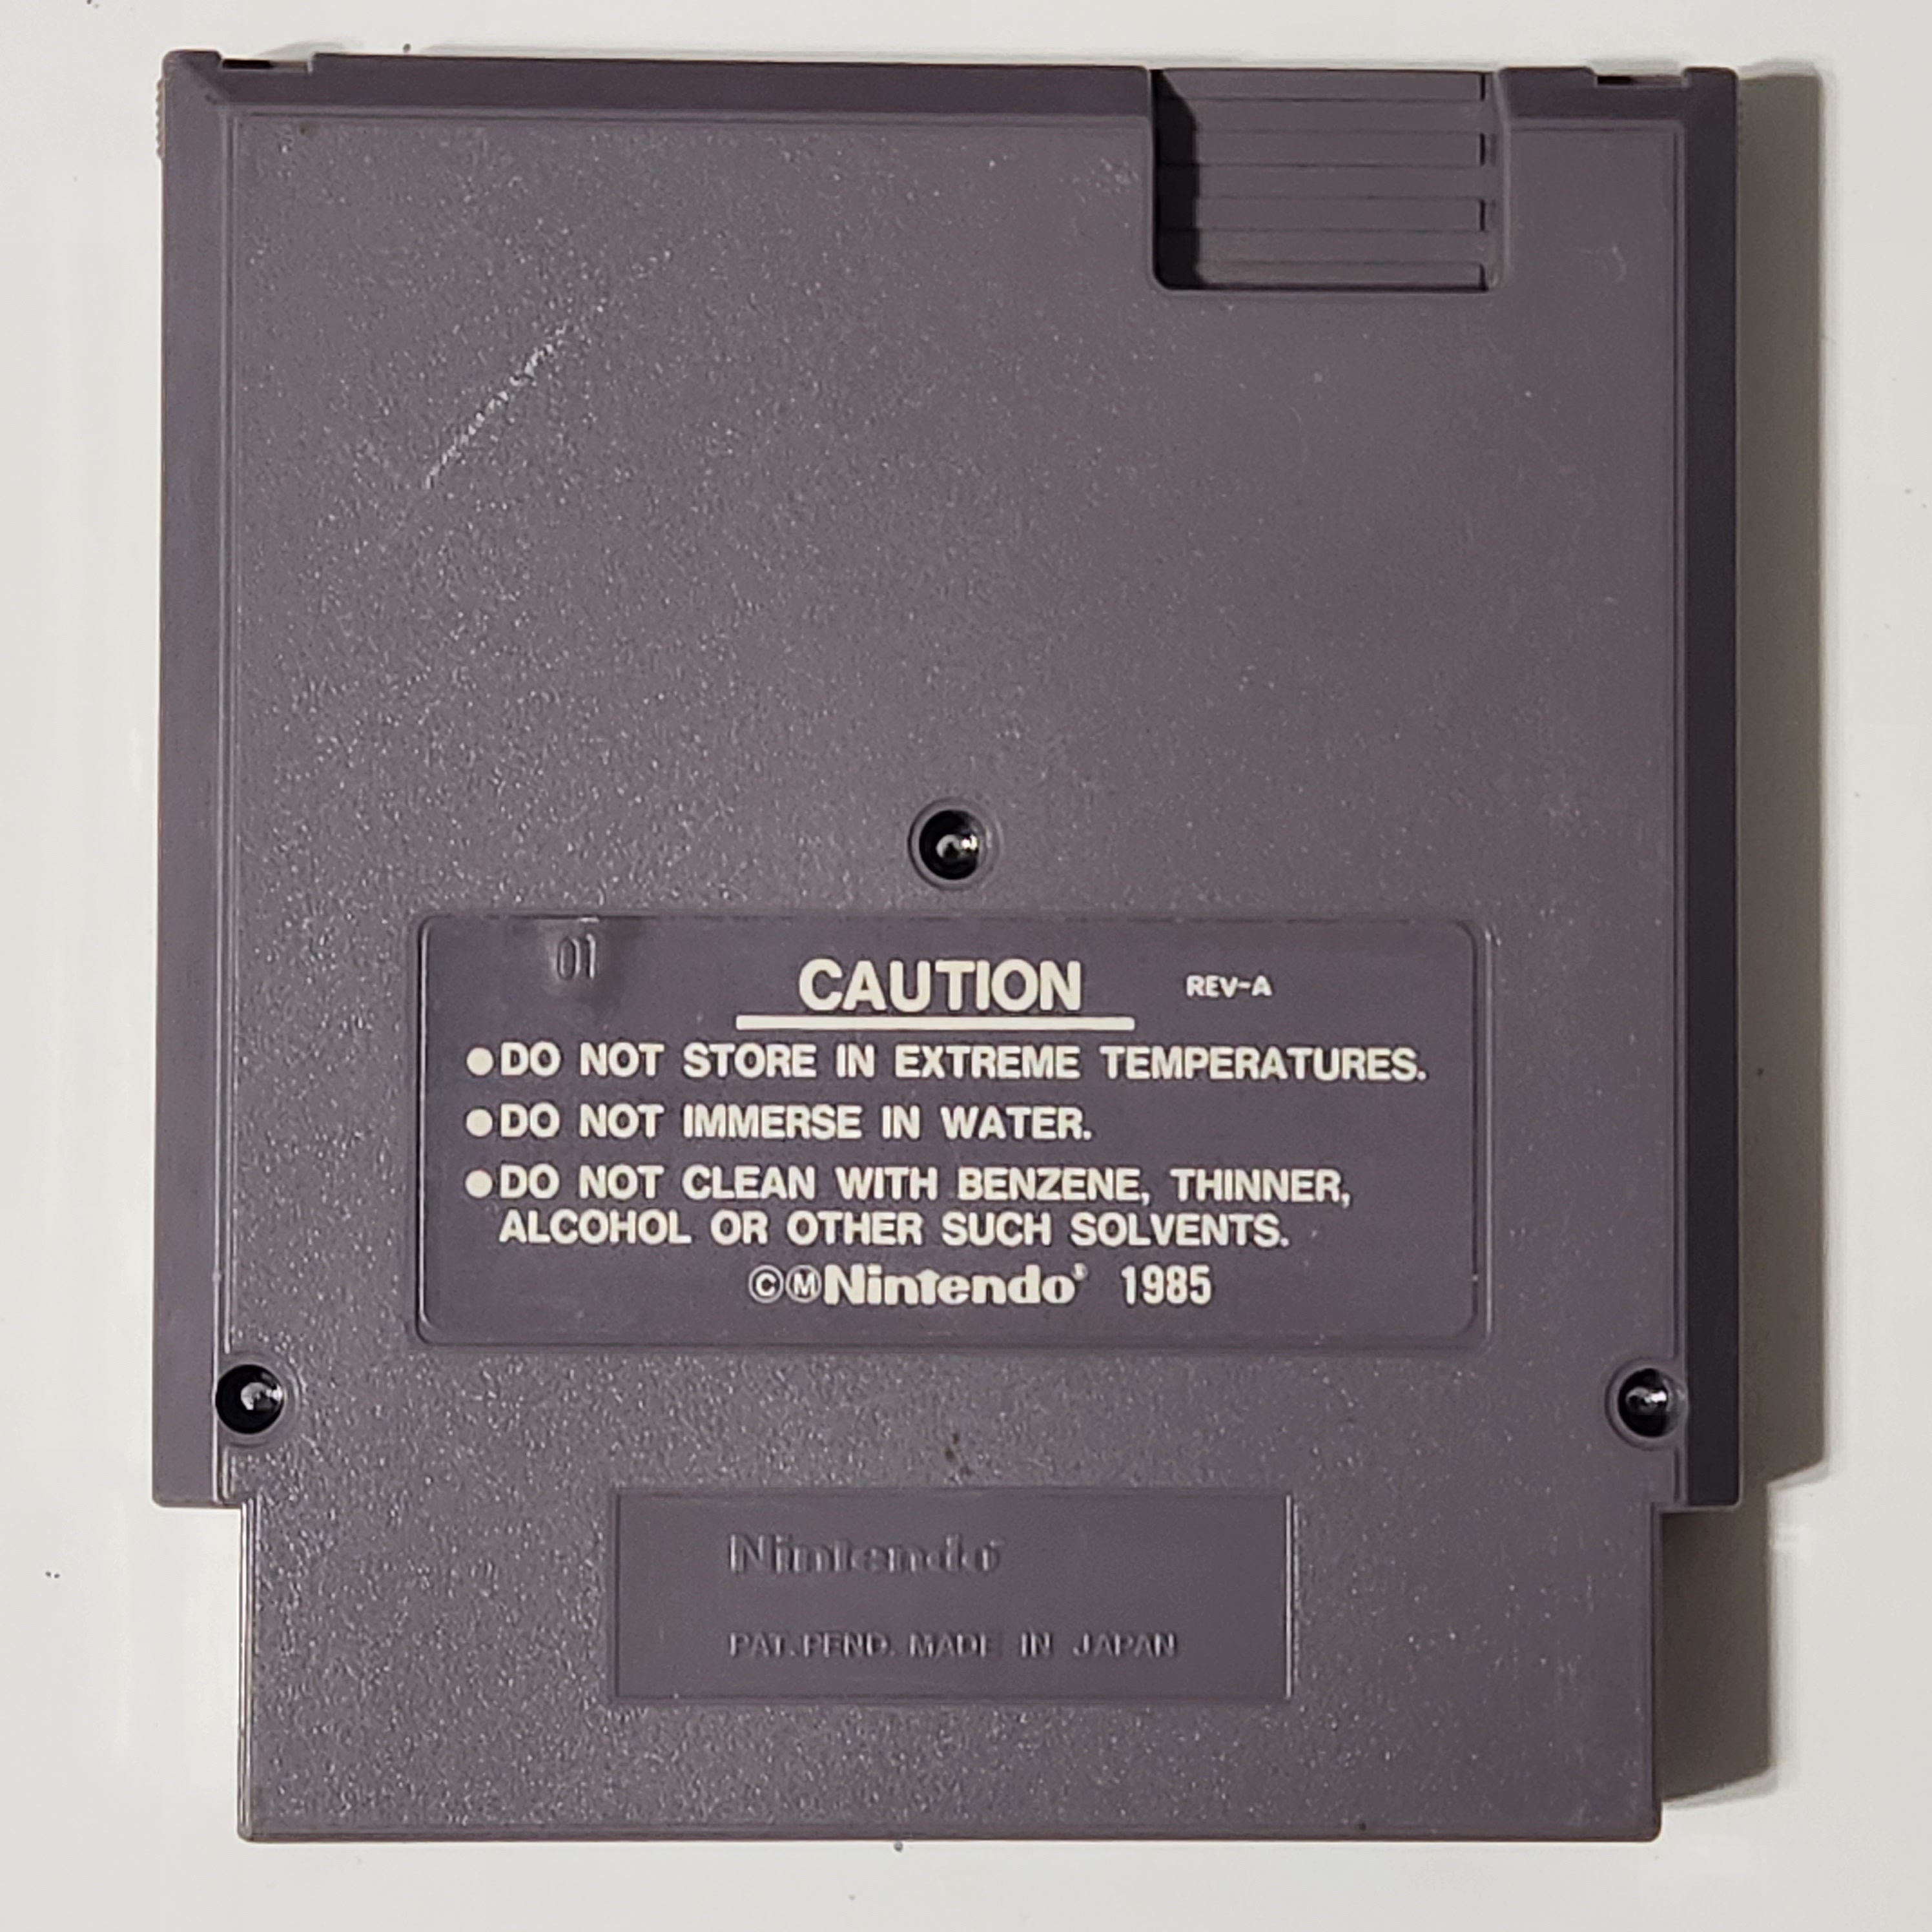 01
CAUTION REV-A
●DO NOT STORE IN EXTREME TEMPERATURES.
●DO NOT IMMERSE IN WATER.
●DO NOT CLEAN WITH BENZENE, THINNER,
ALCOHOL OR OTHER SUCH SOLVENTS.
©ⓂNintendo® 1985
Nintendo
PAT.PEND. MADE IN JAPAN